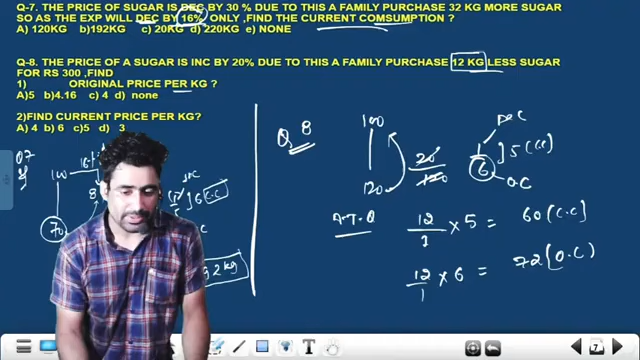 Q-7. THE PRICE OF SUGAR IS DEC BY 30 % DUE TO THIS A FAMILY PURCHASE 32 KG MORE SUGAR
SO AS THE EXP WILL DEC BY 16% ONLY ,FIND THE CURRENT COMSUMPTION ?
A) 120KG b)192KG c) 20KG d) 220KG e) NONE
Q-8. THE PRICE OF A SUGAR IS INC BY 20% DUE TO THIS A FAMILY PURCHASE 12 KG LESS SUGAR
FOR RS 300 ,FIND
1) ORIGINAL PRICE PER KG ?
A)5 b)4.16 c) 4 d) none
2)FIND CURRENT PRICE PER KG?
A) 4 b) 6 c)5 d) 3
Q7
100
70
2 kg
Q 8
100
120
20/120
1 DEC
6 O.C
] 5 (CC)
A.T.Q
12/1 × 5 = 60 (C.C)
12/1 × 6 = 72 (O.C)
T
7